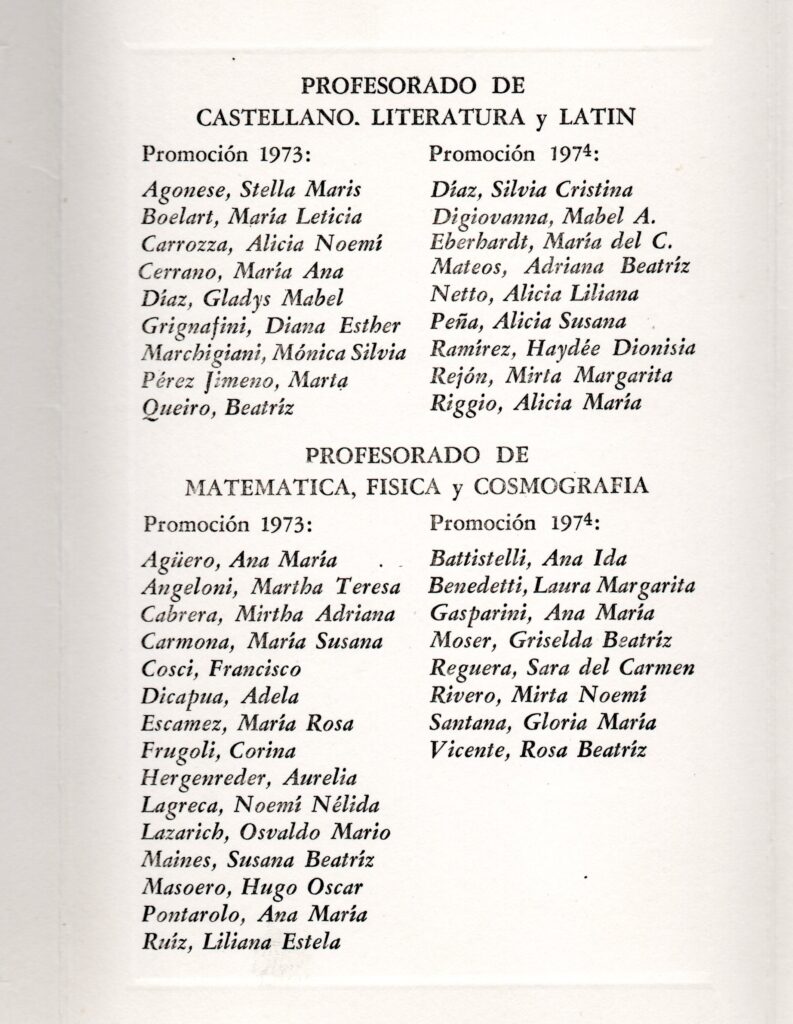 PROFESORADO DE
CASTELLANO. LITERATURA y LATIN
Promoción 1973:
Agonese, Stella Maris
Boelart, María Leticia
Carrozza, Alicia Noemí
Cerrano, María Ana
Díaz, Gladys Mabel
Grignafini, Diana Esther
Marchigiani, Mónica Silvia
Pérez Jimeno, Marta
Queiro, Beatríz
Promoción 1974:
Díaz, Silvia Cristina
Digiovanna, Mabel A.
Eberhardt, María del C.
Mateos, Adriana Beatríz
Netto, Alicia Liliana
Peña, Alicia Susana
Ramírez, Haydée Dionisia
Rejón, Mirta Margarita
Riggio, Alicia María
PROFESORADO DE
MATEMATICA, FISICA y COSMOGRAFIA
Promoción 1973:
Agüero, Ana María
Angeloni, Martha Teresa
Cabrera, Mirtha Adriana
Carmona, María Susana
Cosci, Francisco
Dicapua, Adela
Escamez, María Rosa
Frugoli, Corina
Hergenreder, Aurelia
Lagreca, Noemí Nélida
Lazarich, Osvaldo Mario
Maines, Susana Beatríz
Masoero, Hugo Oscar
Pontarolo, Ana María
Ruíz, Liliana Estela
Promoción 1974:
Battistelli, Ana Ida
Benedetti, Laura Margarita
Gasparini, Ana María
Moser, Griselda Beatríz
Reguera, Sara del Carmen
Rivero, Mirta Noemí
Santana, Gloria María
Vicente, Rosa Beatríz